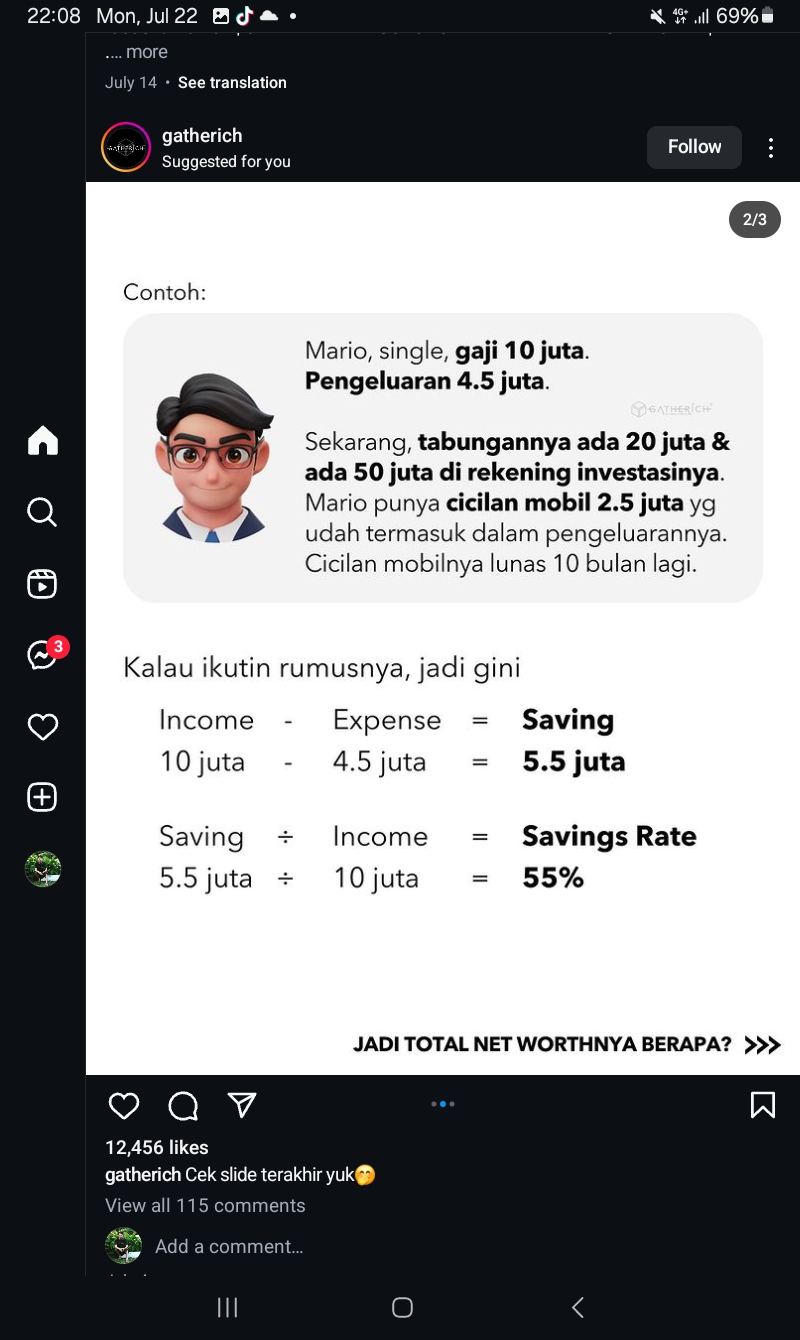 22:08 Mon, Jul 22
4G+ 69%
.... more
July 14 • See translation
gatherich
Suggested for you
Follow
2/3
Contoh:
Mario, single, gaji 10 juta.
Pengeluaran 4.5 juta.
GATHERICH
Sekarang, tabungannya ada 20 juta &
ada 50 juta di rekening investasinya.
Mario punya cicilan mobil 2.5 juta yg
udah termasuk dalam pengeluarannya.
Cicilan mobilnya lunas 10 bulan lagi.
3
Kalau ikutin rumusnya, jadi gini
Income - Expense = Saving
10 juta - 4.5 juta = 5.5 juta
Saving ÷ Income = Savings Rate
5.5 juta ÷ 10 juta = 55%
JADI TOTAL NET WORTHNYA BERAPA? >>>
12,456 likes
gatherich Cek slide terakhir yuk🤭
View all 115 comments
Add a comment...